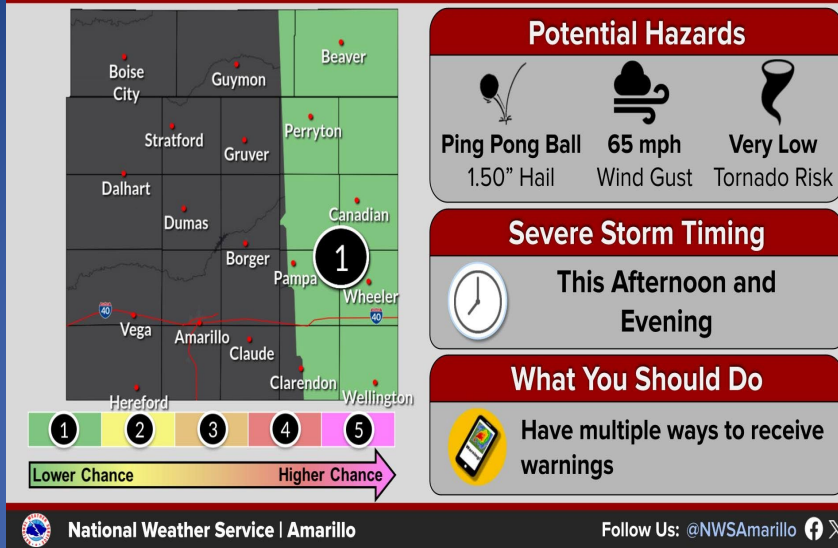 Boise
City
Guymon
Beaver
Stratford
Gruver
Perryton
Dalhart
Dumas
Canadian
Borger
Pampa
1
Wheeler
40
40
Vega
Amarillo
Claude
Clarendon
Hereford
Wellington
1 2 3 4 5
Lower Chance Higher Chance
Potential Hazards
Ping Pong Ball
1.50" Hail
65 mph
Wind Gust
Very Low
Tornado Risk
Severe Storm Timing
This Afternoon and
Evening
What You Should Do
Have multiple ways to receive
warnings
National Weather Service | Amarillo
Follow Us: @NWSAmarillo